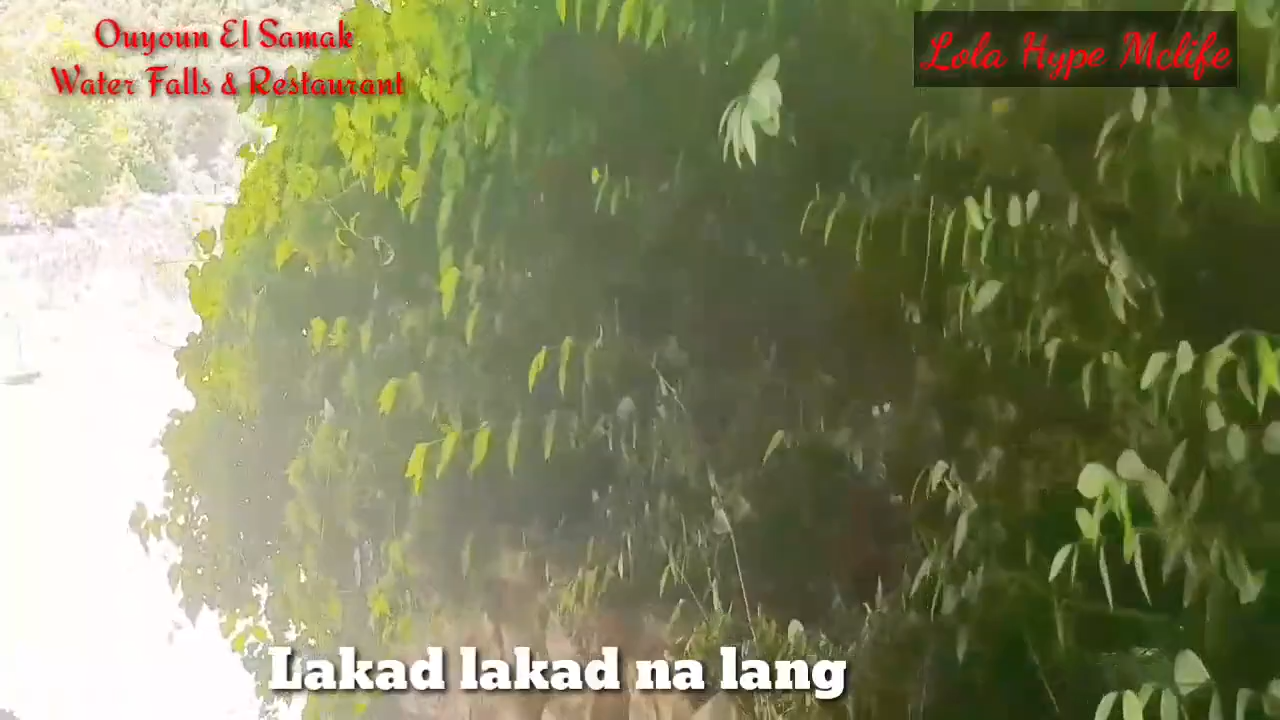 Ouyoun El Samak
Water Falls & Restaurant
Lola Hype Mclife
Lakad lakad na lang